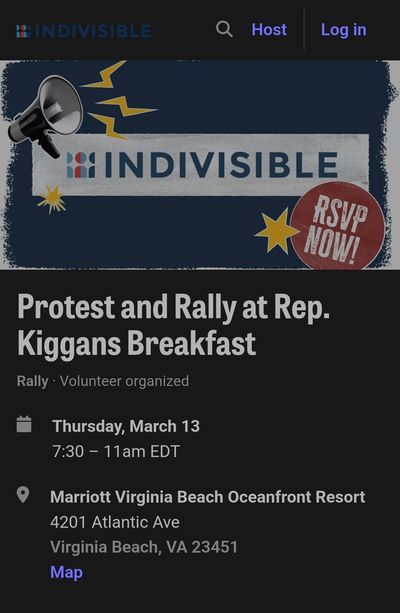 INDIVISIBLE
Host
Log in
INDIVISIBLE
RSVP
NOW!
Protest and Rally at Rep.
Kiggans Breakfast
Rally · Volunteer organized
Thursday, March 13
7:30 – 11am EDT
Marriott Virginia Beach Oceanfront Resort
4201 Atlantic Ave
Virginia Beach, VA 23451
Map